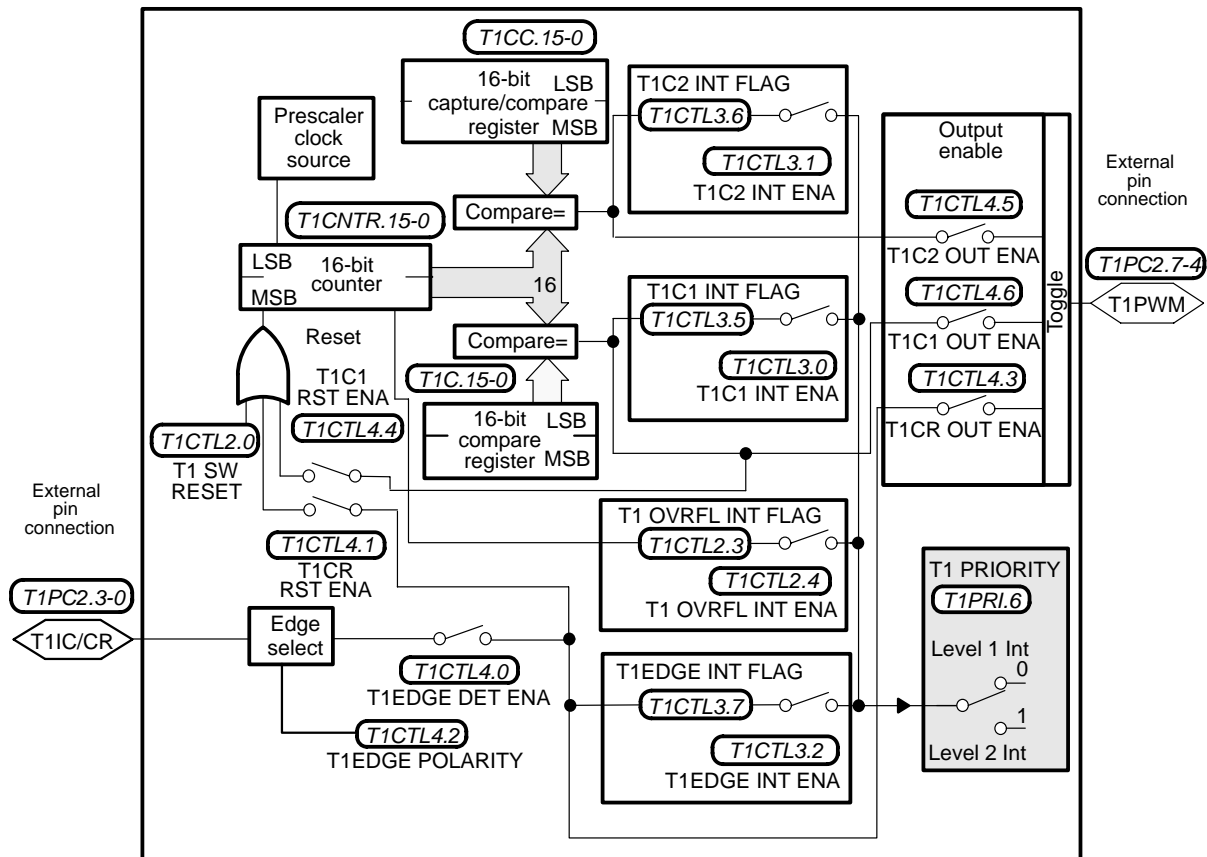 T1CC.15-0
16-bit
capture/compare
register
LSB
MSB
Prescaler
clock
source
T1CNTR.15-0
LSB
MSB
16-bit
counter
Compare=
16
Compare=
T1C.15-0
16-bit
compare
register
LSB
MSB
Reset
T1C1
RST ENA
T1CTL4.4
T1CTL2.0
T1 SW
RESET
T1CTL4.1
T1CR
RST ENA
External
pin
connection
T1PC2.3-0
T1IC/CR
Edge
select
T1CTL4.0
T1EDGE DET ENA
T1CTL4.2
T1EDGE POLARITY
T1C2 INT FLAG
T1CTL3.6
T1CTL3.1
T1C2 INT ENA
T1C1 INT FLAG
T1CTL3.5
T1CTL3.0
T1C1 INT ENA
T1 OVRFL INT FLAG
T1CTL2.3
T1CTL2.4
T1 OVRFL INT ENA
T1EDGE INT FLAG
T1CTL3.7
T1CTL3.2
T1EDGE INT ENA
Output
enable
T1CTL4.5
T1C2 OUT ENA
T1CTL4.6
T1C1 OUT ENA
T1CTL4.3
T1CR OUT ENA
Toggle
External
pin
connection
T1PC2.7-4
T1PWM
T1 PRIORITY
T1PRI.6
Level 1 Int
0
1
Level 2 Int